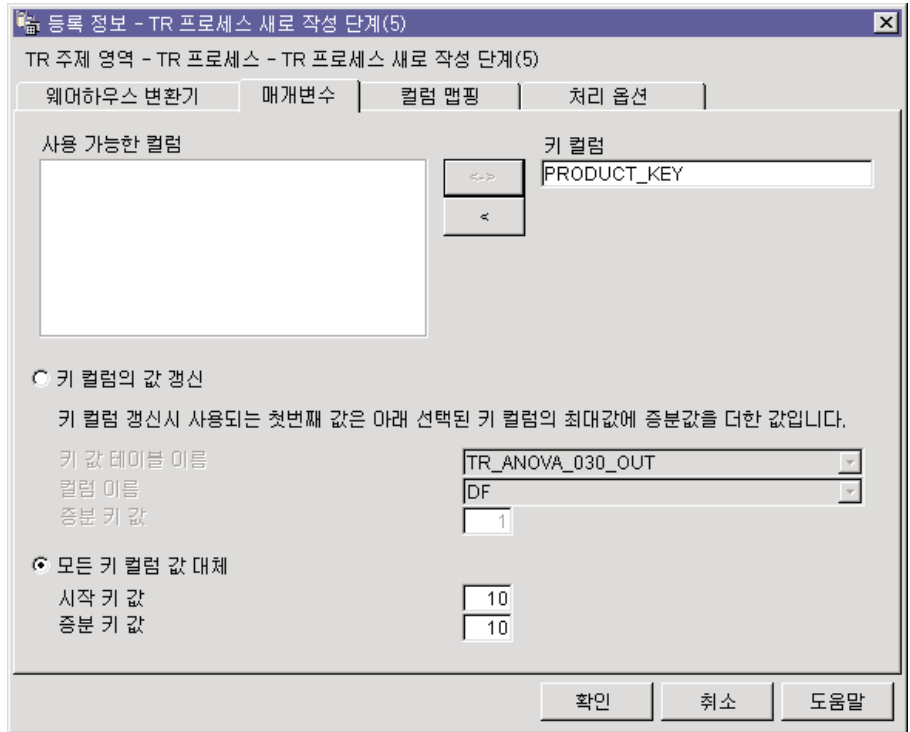 등록 정보 - TR 프로세스 새로 작성 단계(5)
TR 주제 영역 - TR 프로세스 - TR 프로세스 새로 작성 단계(5)
웨어하우스 변환기 매개변수 컬럼 맵핑 처리 옵션
사용 가능한 컬럼 키 컬럼
<-> PRODUCT_KEY
<
키 컬럼의 값 갱신
키 컬럼 갱신시 사용되는 첫번째 값은 아래 선택된 키 컬럼의 최대값에 증분값을 더한 값입니다.
키 값 테이블 이름 TR_ANOVA_030_OUT
컬럼 이름 DF
증분 키 값 1
모든 키 컬럼 값 대체
시작 키 값 10
증분 키 값 10
확인 취소 도움말